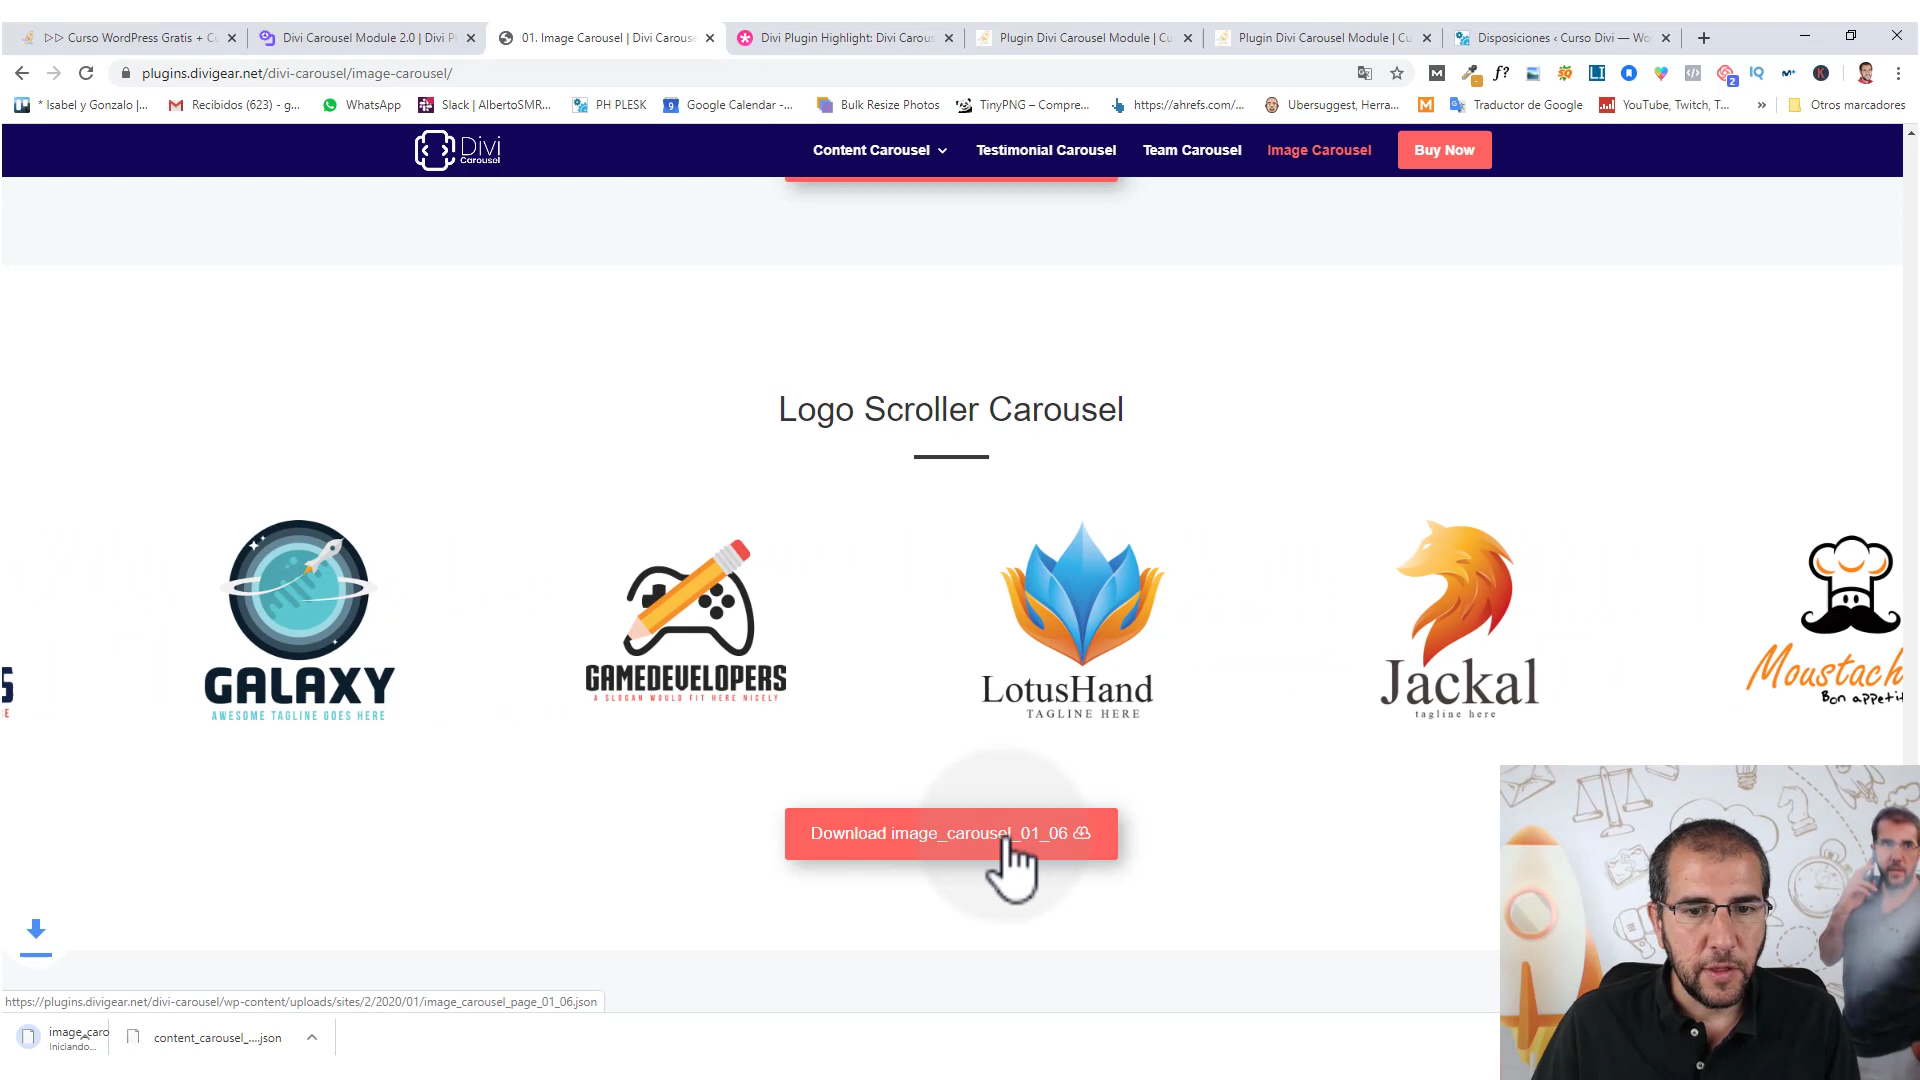 ▷▷ Curso WordPress Gratis + Cu
Divi Carousel Module 2.0 | Divi Pl
01. Image Carousel | Divi Carouse
Divi Plugin Highlight: Divi Carous
Plugin Divi Carousel Module | Cu
Plugin Divi Carousel Module | Cu
Disposiciones ‹ Curso Divi — Wo
plugins.divigear.net/divi-carousel/image-carousel/
* Isabel y Gonzalo |...
Recibidos (623) - g...
WhatsApp
Slack | AlbertoSMR...
PH PLESK
Google Calendar -...
Bulk Resize Photos
TinyPNG – Compre...
https://ahrefs.com/...
Ubersuggest, Herra...
Traductor de Google
YouTube, Twitch, T...
»
Otros marcadores
Divi
Carousel
Content Carousel
Testimonial Carousel
Team Carousel
Image Carousel
Buy Now
Logo Scroller Carousel
GALAXY
AWESOME TAGLINE GOES HERE
GAMEDEVELOPERS
A SLOGAN WOULD FIT HERE NICELY
LotusHand
TAGLINE HERE
Jackal
tagline here
Moustach
Bon appetit
Download image_carousel_01_06
https://plugins.divigear.net/divi-carousel/wp-content/uploads/sites/2/2020/01/image_carousel_page_01_06.json
image_caro
Iniciando...
content_carousel_....json